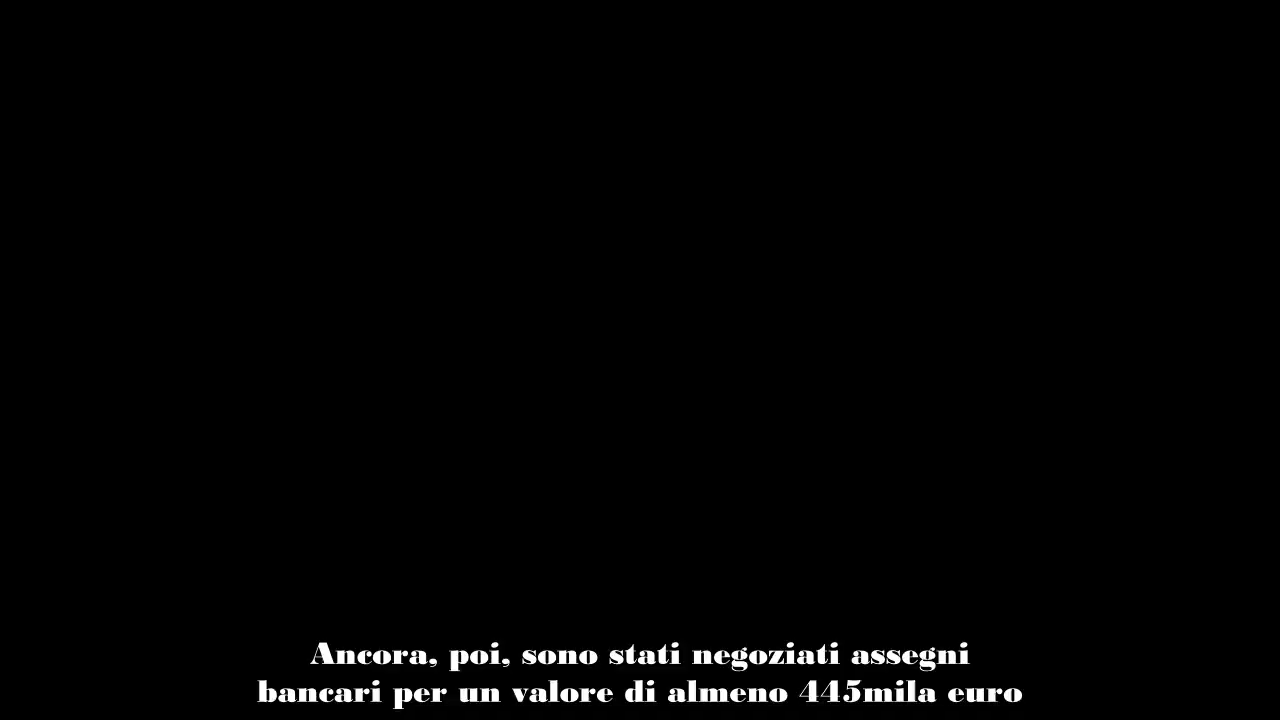 Ancora, poi, sono stati negoziati assegni
bancari per un valore di almeno 445mila euro